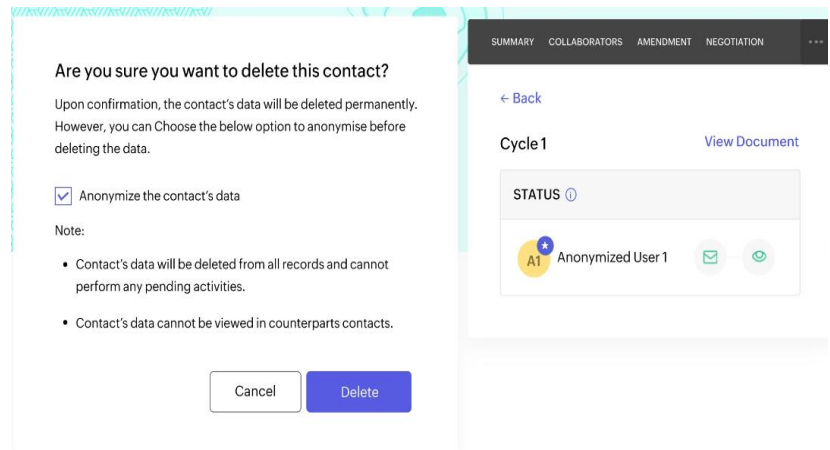 Are you sure you want to delete this contact?
Upon confirmation, the contact's data will be deleted permanently.
However, you can Choose the below option to anonymise before
deleting the data.
Anonymize the contact's data
Note:
• Contact's data will be deleted from all records and cannot
perform any pending activities.
• Contact's data cannot be viewed in counterparts contacts.
Cancel
Delete
SUMMARY COLLABORATORS AMENDMENT NEGOTIATION
← Back
Cycle 1
View Document
STATUS
A1
Anonymized User 1